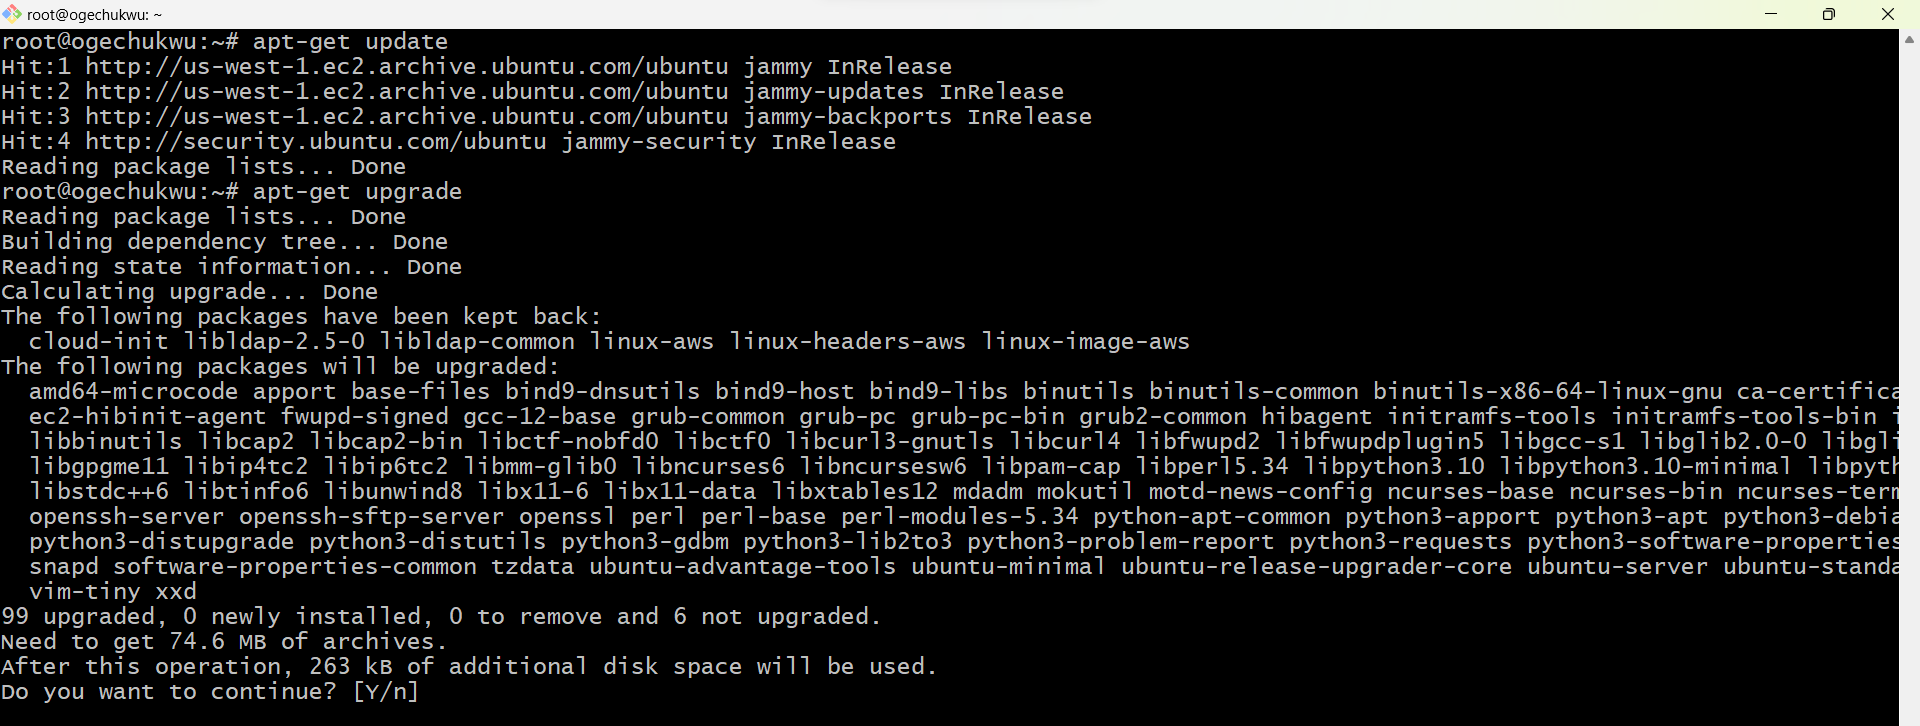 root@ogechukwu: ~
root@ogechukwu:~# apt-get update
Hit:1 http://us-west-1.ec2.archive.ubuntu.com/ubuntu jammy InRelease
Hit:2 http://us-west-1.ec2.archive.ubuntu.com/ubuntu jammy-updates InRelease
Hit:3 http://us-west-1.ec2.archive.ubuntu.com/ubuntu jammy-backports InRelease
Hit:4 http://security.ubuntu.com/ubuntu jammy-security InRelease
Reading package lists... Done
root@ogechukwu:~# apt-get upgrade
Reading package lists... Done
Building dependency tree... Done
Reading state information... Done
Calculating upgrade... Done
The following packages have been kept back:
  cloud-init libldap-2.5-0 libldap-common linux-aws linux-headers-aws linux-image-aws
The following packages will be upgraded:
  amd64-microcode apport base-files bind9-dnsutils bind9-host bind9-libs binutils binutils-common binutils-x86-64-linux-gnu ca-certifica
  ec2-hibinit-agent fwupd-signed gcc-12-base grub-common grub-pc grub-pc-bin grub2-common hibagent initramfs-tools initramfs-tools-bin
  libbinutils libcap2 libcap2-bin libctf-nobfd0 libctf0 libcurl3-gnutls libcurl4 libfwupd2 libfwupdplugin5 libgcc-s1 libglib2.0-0 libgli
  libgpgme11 libip4tc2 libip6tc2 libmm-glib0 libncurses6 libncursesw6 libpam-cap libperl5.34 libpython3.10 libpython3.10-minimal libpyth
  libstdc++6 libtinfo6 libunwind8 libx11-6 libx11-data libxtables12 mdadm mokutil motd-news-config ncurses-base ncurses-bin ncurses-term
  openssh-server openssh-sftp-server openssl perl perl-base perl-modules-5.34 python-apt-common python3-apport python3-apt python3-debia
  python3-distupgrade python3-distutils python3-gdbm python3-lib2to3 python3-problem-report python3-requests python3-software-properties
  snapd software-properties-common tzdata ubuntu-advantage-tools ubuntu-minimal ubuntu-release-upgrader-core ubuntu-server ubuntu-standa
  vim-tiny xxd
99 upgraded, 0 newly installed, 0 to remove and 6 not upgraded.
Need to get 74.6 MB of archives.
After this operation, 263 kB of additional disk space will be used.
Do you want to continue? [Y/n]